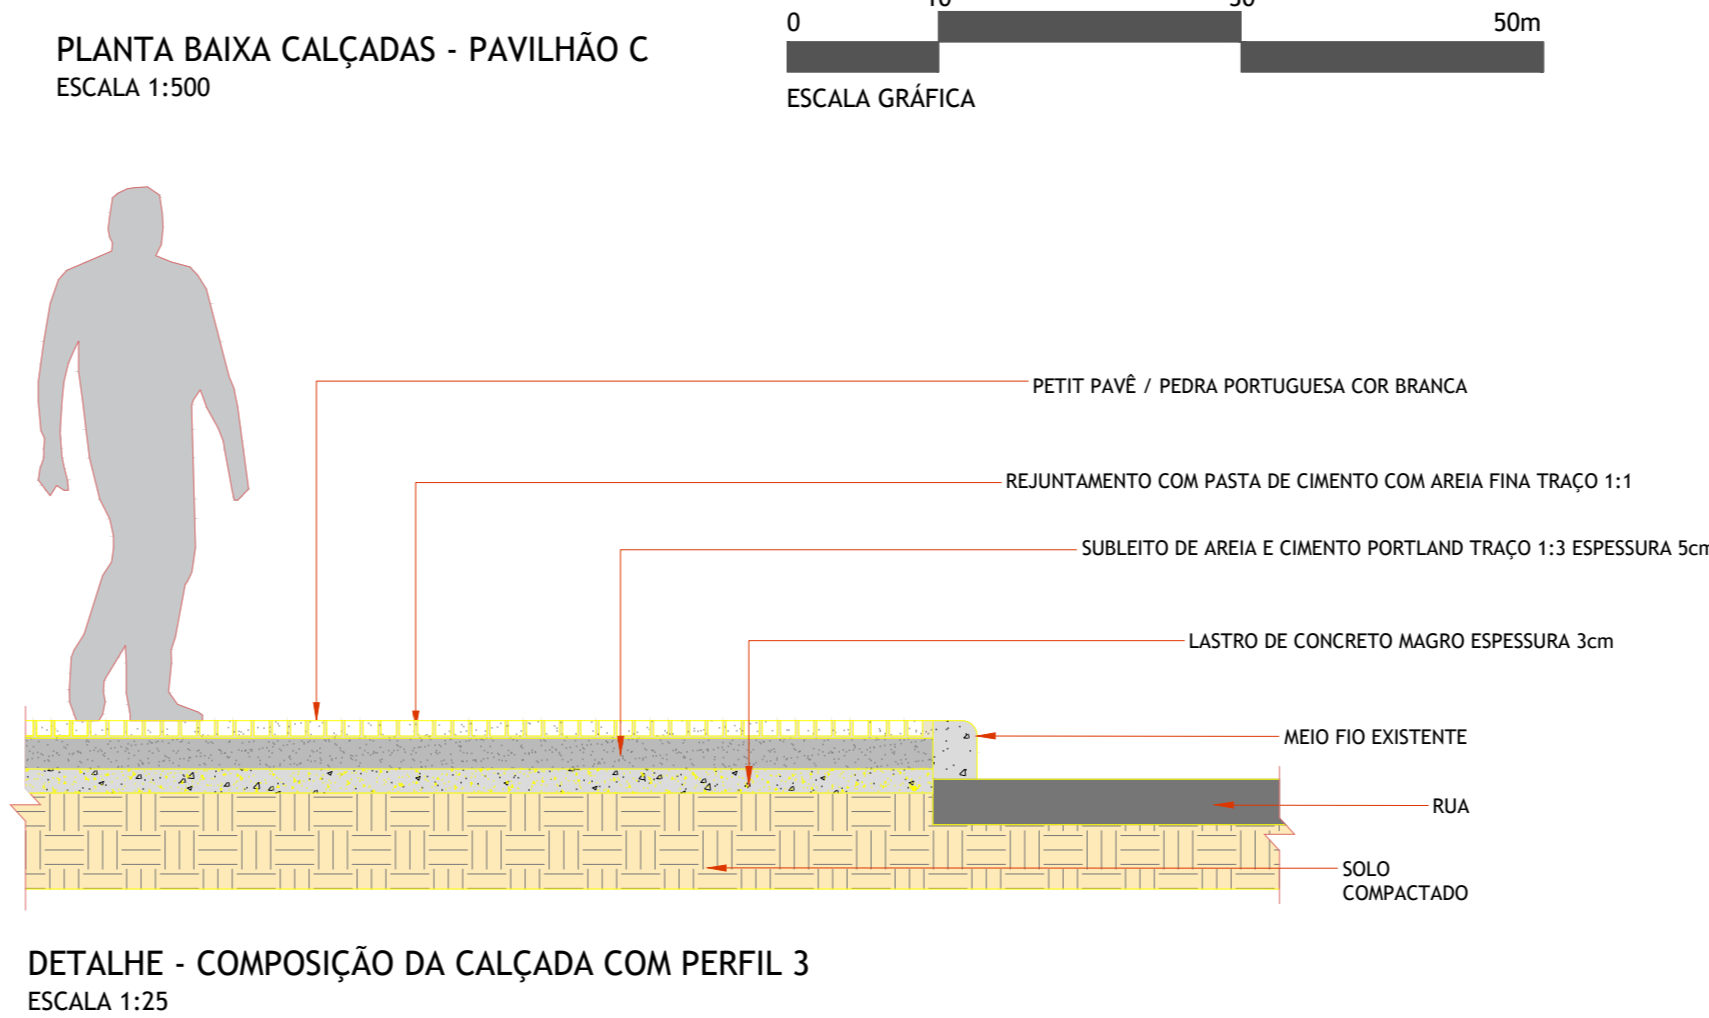 PLANTA BAIXA CALÇADAS - PAVILHÃO C
ESCALA 1:500
0 10 30 50m
ESCALA GRÁFICA
PETIT PAVÊ / PEDRA PORTUGUESA COR BRANCA
REJUNTAMENTO COM PASTA DE CIMENTO COM AREIA FINA TRAÇO 1:1
SUBLEITO DE AREIA E CIMENTO PORTLAND TRAÇO 1:3 ESPESSURA 5cm
LASTRO DE CONCRETO MAGRO ESPESSURA 3cm
MEIO FIO EXISTENTE
RUA
SOLO
COMPACTADO
DETALHE - COMPOSIÇÃO DA CALÇADA COM PERFIL 3
ESCALA 1:25